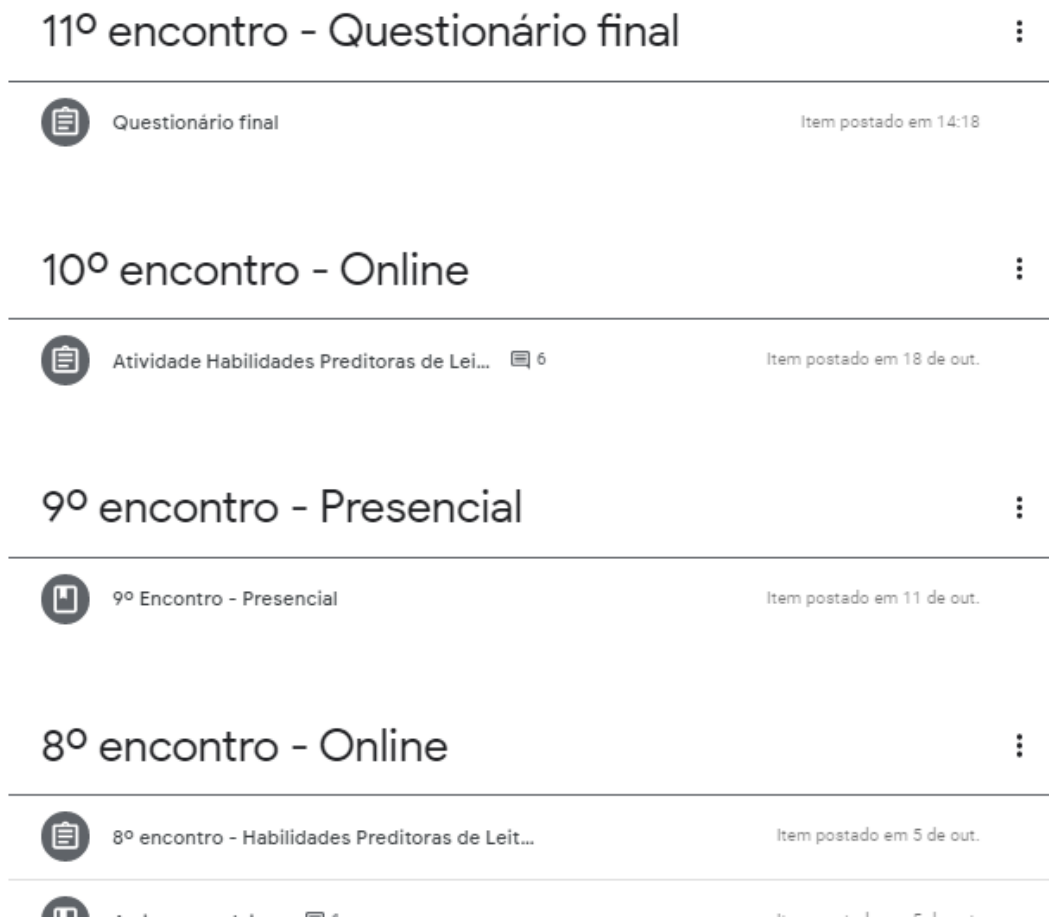 11º encontro - Questionário final
Questionário final Item postado em 14:18
10º encontro - Online
Atividade Habilidades Preditoras de Lei... 6 Item postado em 18 de out.
9º encontro - Presencial
9º Encontro - Presencial Item postado em 11 de out.
8º encontro - Online
8º encontro - Habilidades Preditoras de Leit... Item postado em 5 de out.